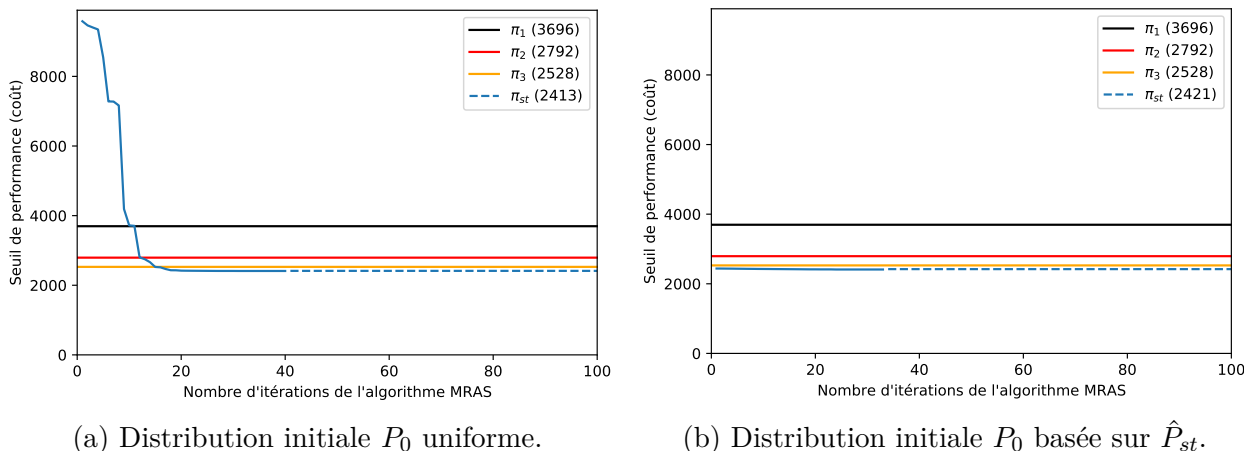 π1 (3696)
π2 (2792)
π3 (2528)
πst (2413)
Seuil de performance (coût)
8000
6000
4000
2000
0
0 20 40 60 80 100
Nombre d'itérations de l'algorithme MRAS
(a) Distribution initiale P0 uniforme.
π1 (3696)
π2 (2792)
π3 (2528)
πst (2421)
Seuil de performance (coût)
8000
6000
4000
2000
0
0 20 40 60 80 100
Nombre d'itérations de l'algorithme MRAS
(b) Distribution initiale P0 basée sur P̂st.